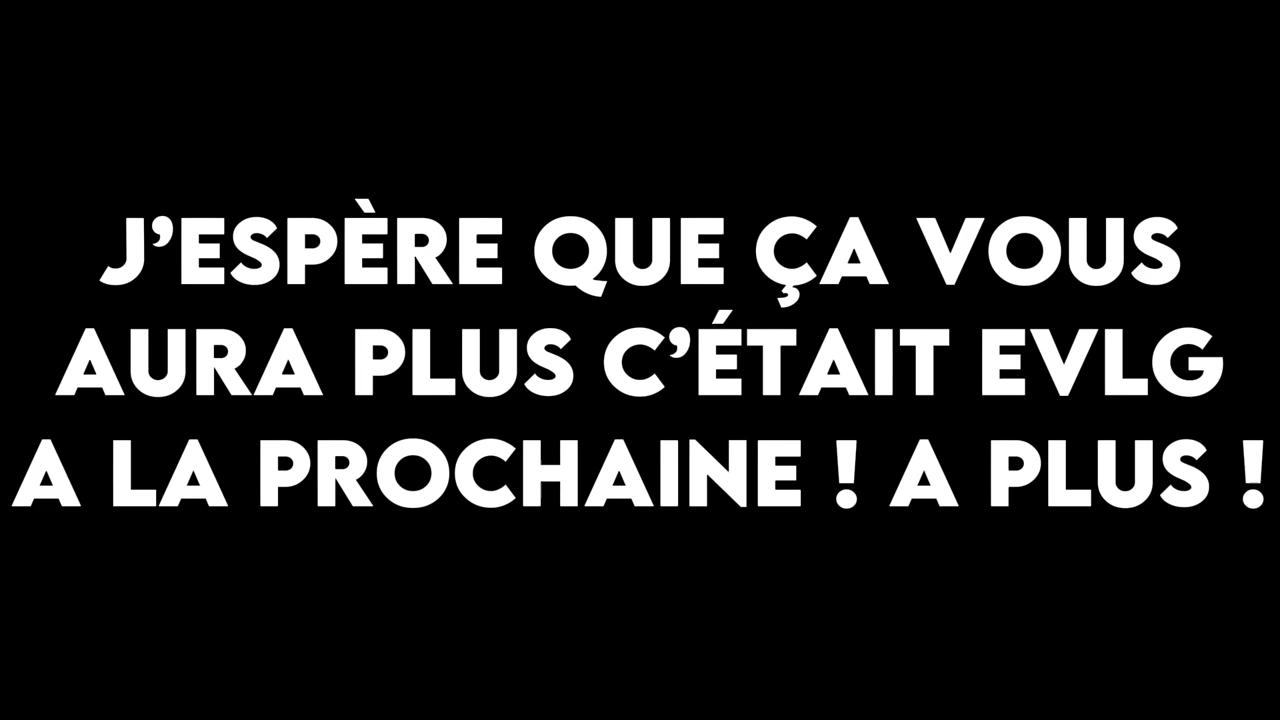 J’ESPÈRE QUE ÇA VOUS
AURA PLUS C’ÉTAIT EVLG
A LA PROCHAINE ! A PLUS !